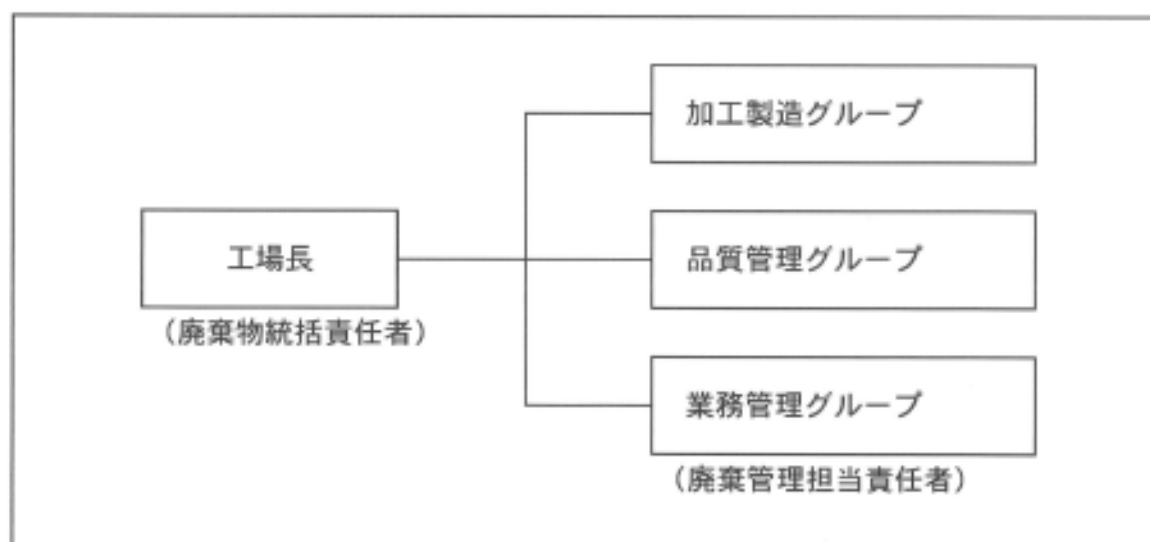 加工製造グループ
工場長
（廃棄物統括責任者）
品質管理グループ
業務管理グループ
（廃棄管理担当責任者）